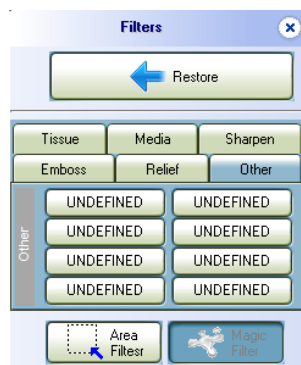 Filters
Restore
Tissue Media Sharpen
Emboss Relief Other
Other
UNDEFINED UNDEFINED
UNDEFINED UNDEFINED
UNDEFINED UNDEFINED
UNDEFINED UNDEFINED
Area Magic
Filtesr Filter